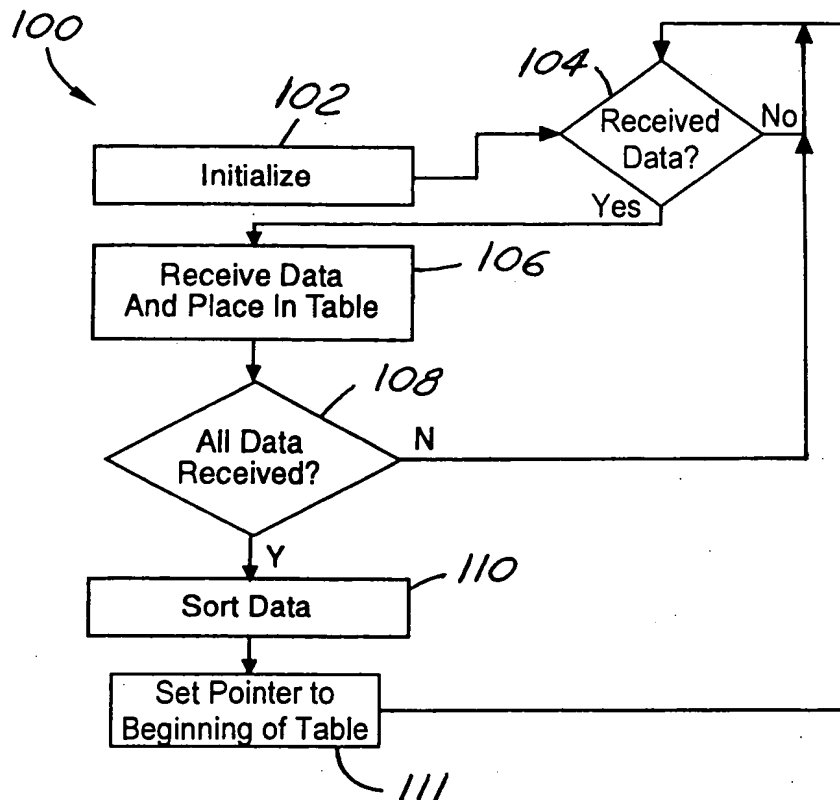 100
102
Initialize
104
Received
Data?
No
Yes
Receive Data
And Place In Table
106
108
All Data
Received?
N
Y
110
Sort Data
Set Pointer to
Beginning of Table
111